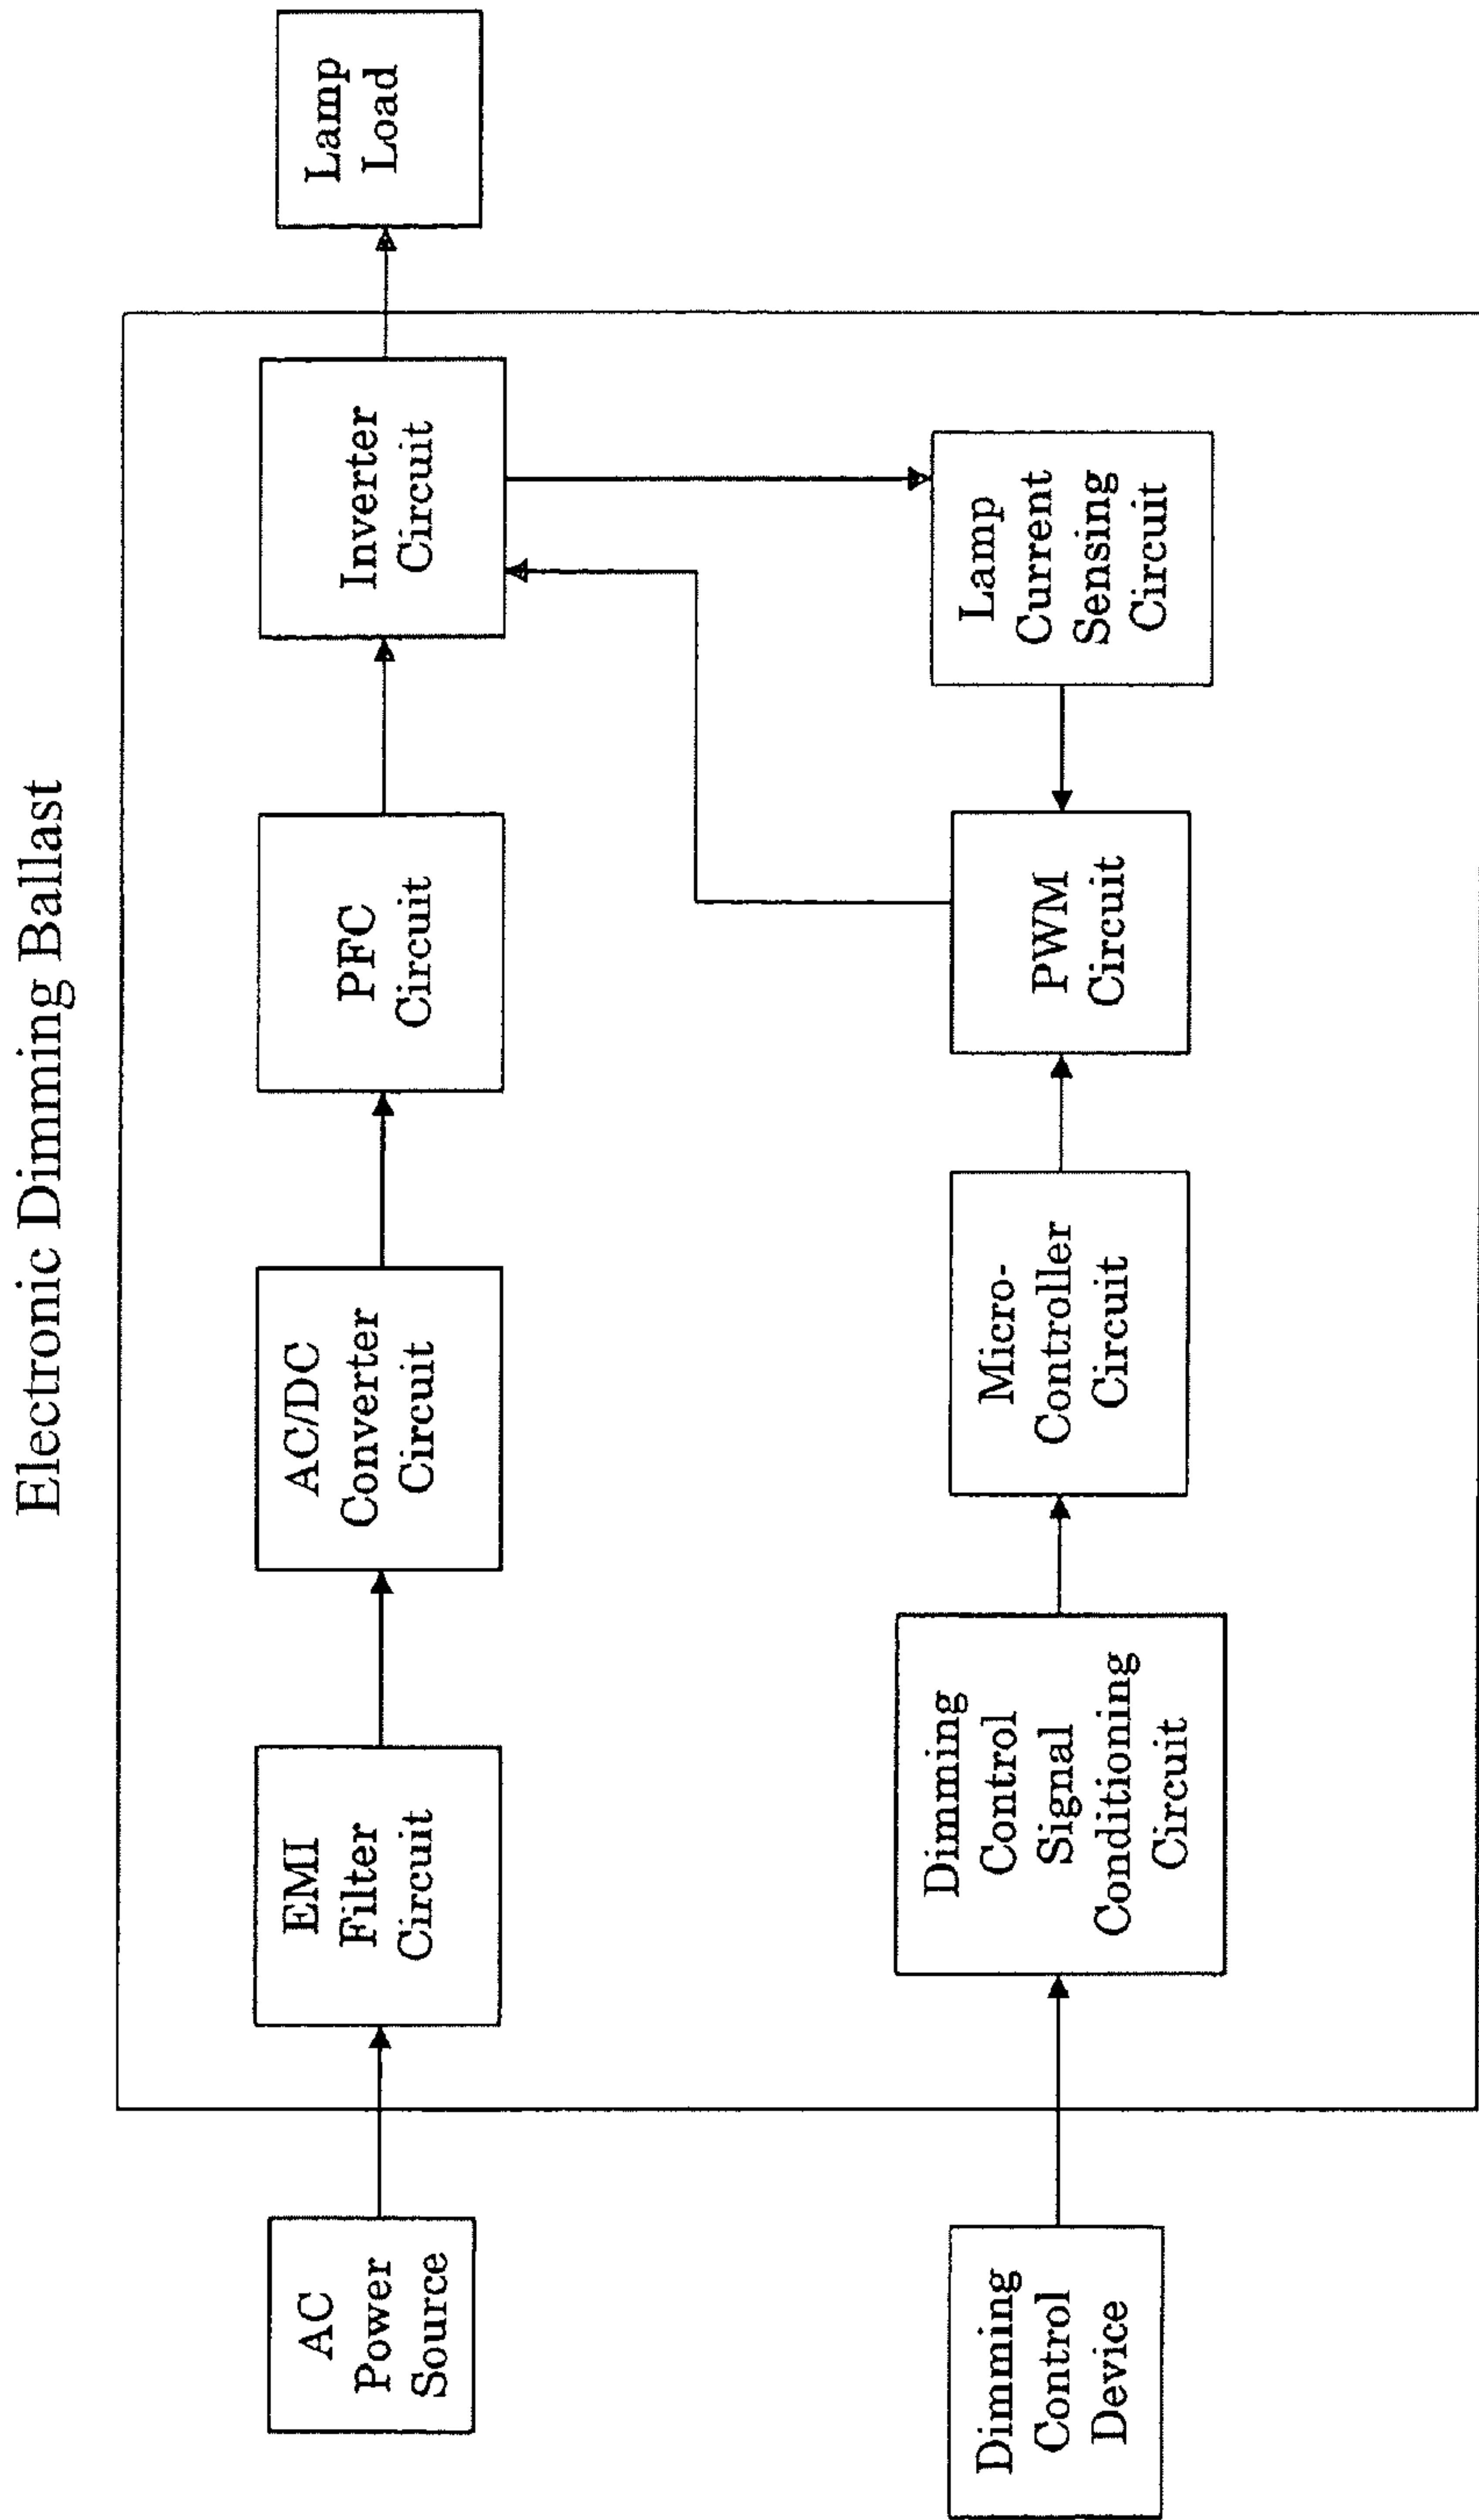 Electronic Dimming Ballast
AC
Power
Source
EMI
Filter
Circuit
AC/DC
Converter
Circuit
PFC
Circuit
Inverter
Circuit
Lamp
Load
Dimming
Control
Device
Dimming
Control
Signal
Conditioning
Circuit
Micro-
Controller
Circuit
PWM
Circuit
Lamp
Current
Sensing
Circuit